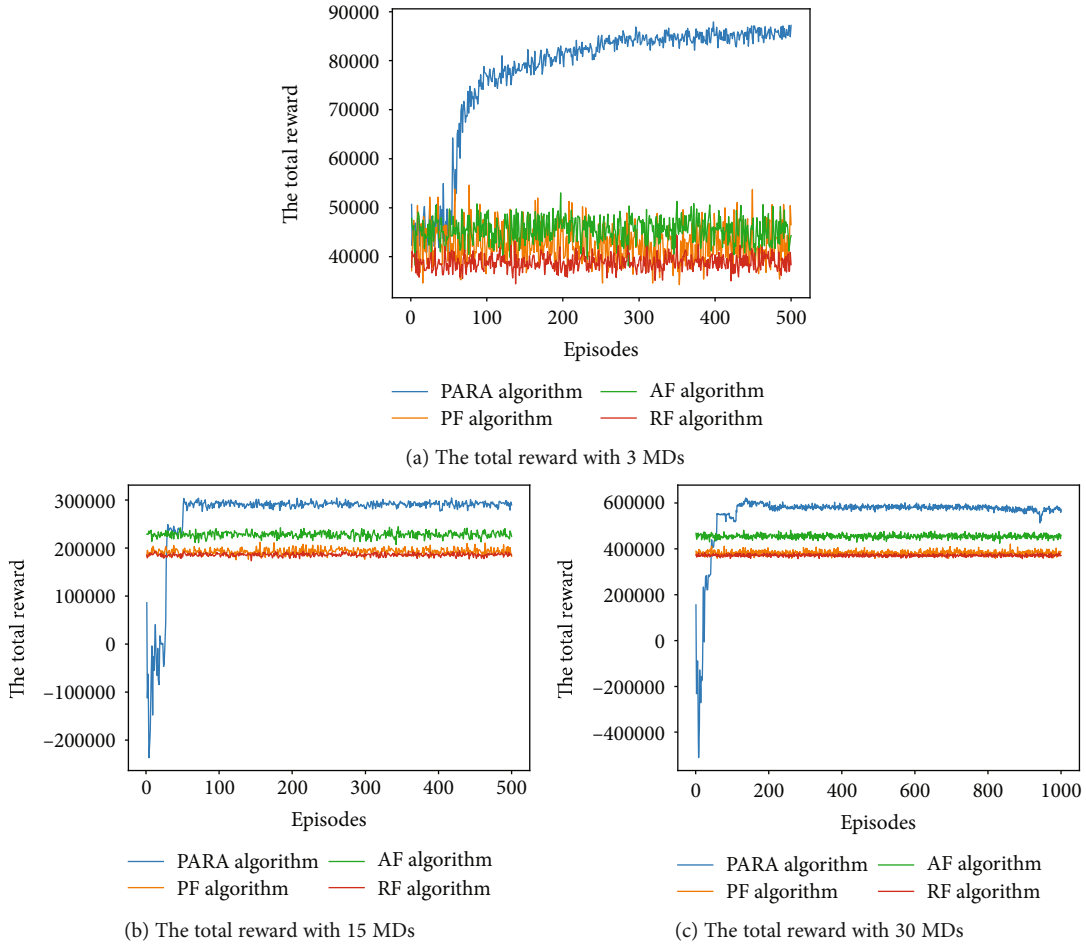 90000
80000
70000
60000
50000
40000
The total reward
0 100 200 300 400 500
Episodes
PARA algorithm AF algorithm
PF algorithm RF algorithm
(a) The total reward with 3 MDs
300000
200000
100000
0
−100000
−200000
The total reward
0 100 200 300 400 500
Episodes
PARA algorithm AF algorithm
PF algorithm RF algorithm
(b) The total reward with 15 MDs
600000
400000
200000
0
−200000
−400000
The total reward
0 200 400 600 800 1000
Episodes
PARA algorithm AF algorithm
PF algorithm RF algorithm
(c) The total reward with 30 MDs